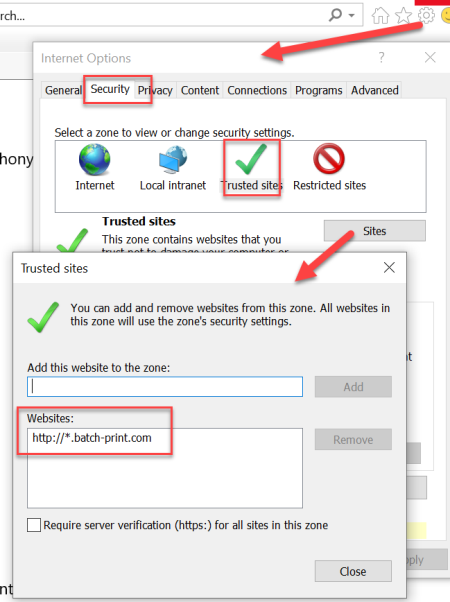 rch...
Internet Options
?
General Security Privacy Content Connections Programs Advanced
Select a zone to view or change security settings.
hony
Internet Local intranet Trusted sites Restricted sites
Trusted sites
This zone contains websites that you
Sites
trust not to damage your computer or
Trusted sites
You can add and remove websites from this zone. All websites in
this zone will use the zone's security settings.
Add this website to the zone:
Add
Websites:
http://*.batch-print.com
Remove
Require server verification (https:) for all sites in this zone
Close
pply
nt